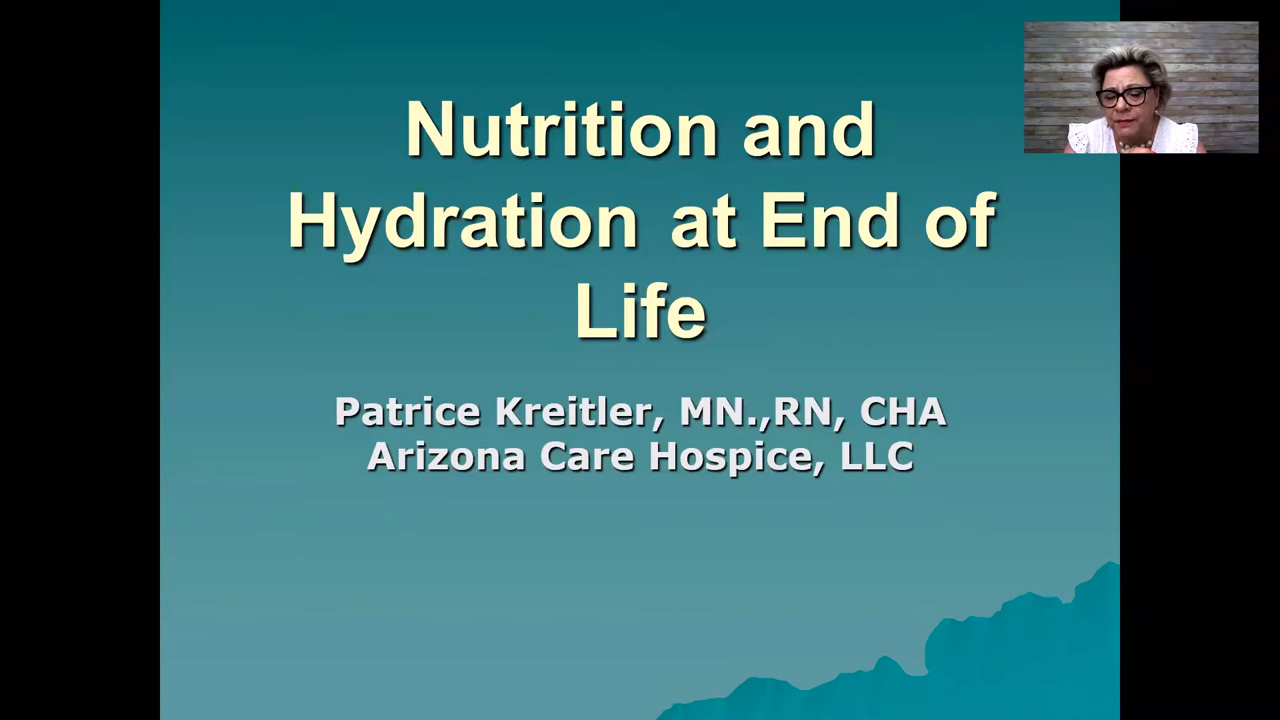 Nutrition and
Hydration at End of
Life
Patrice Kreitler, MN.,RN, CHA
Arizona Care Hospice, LLC